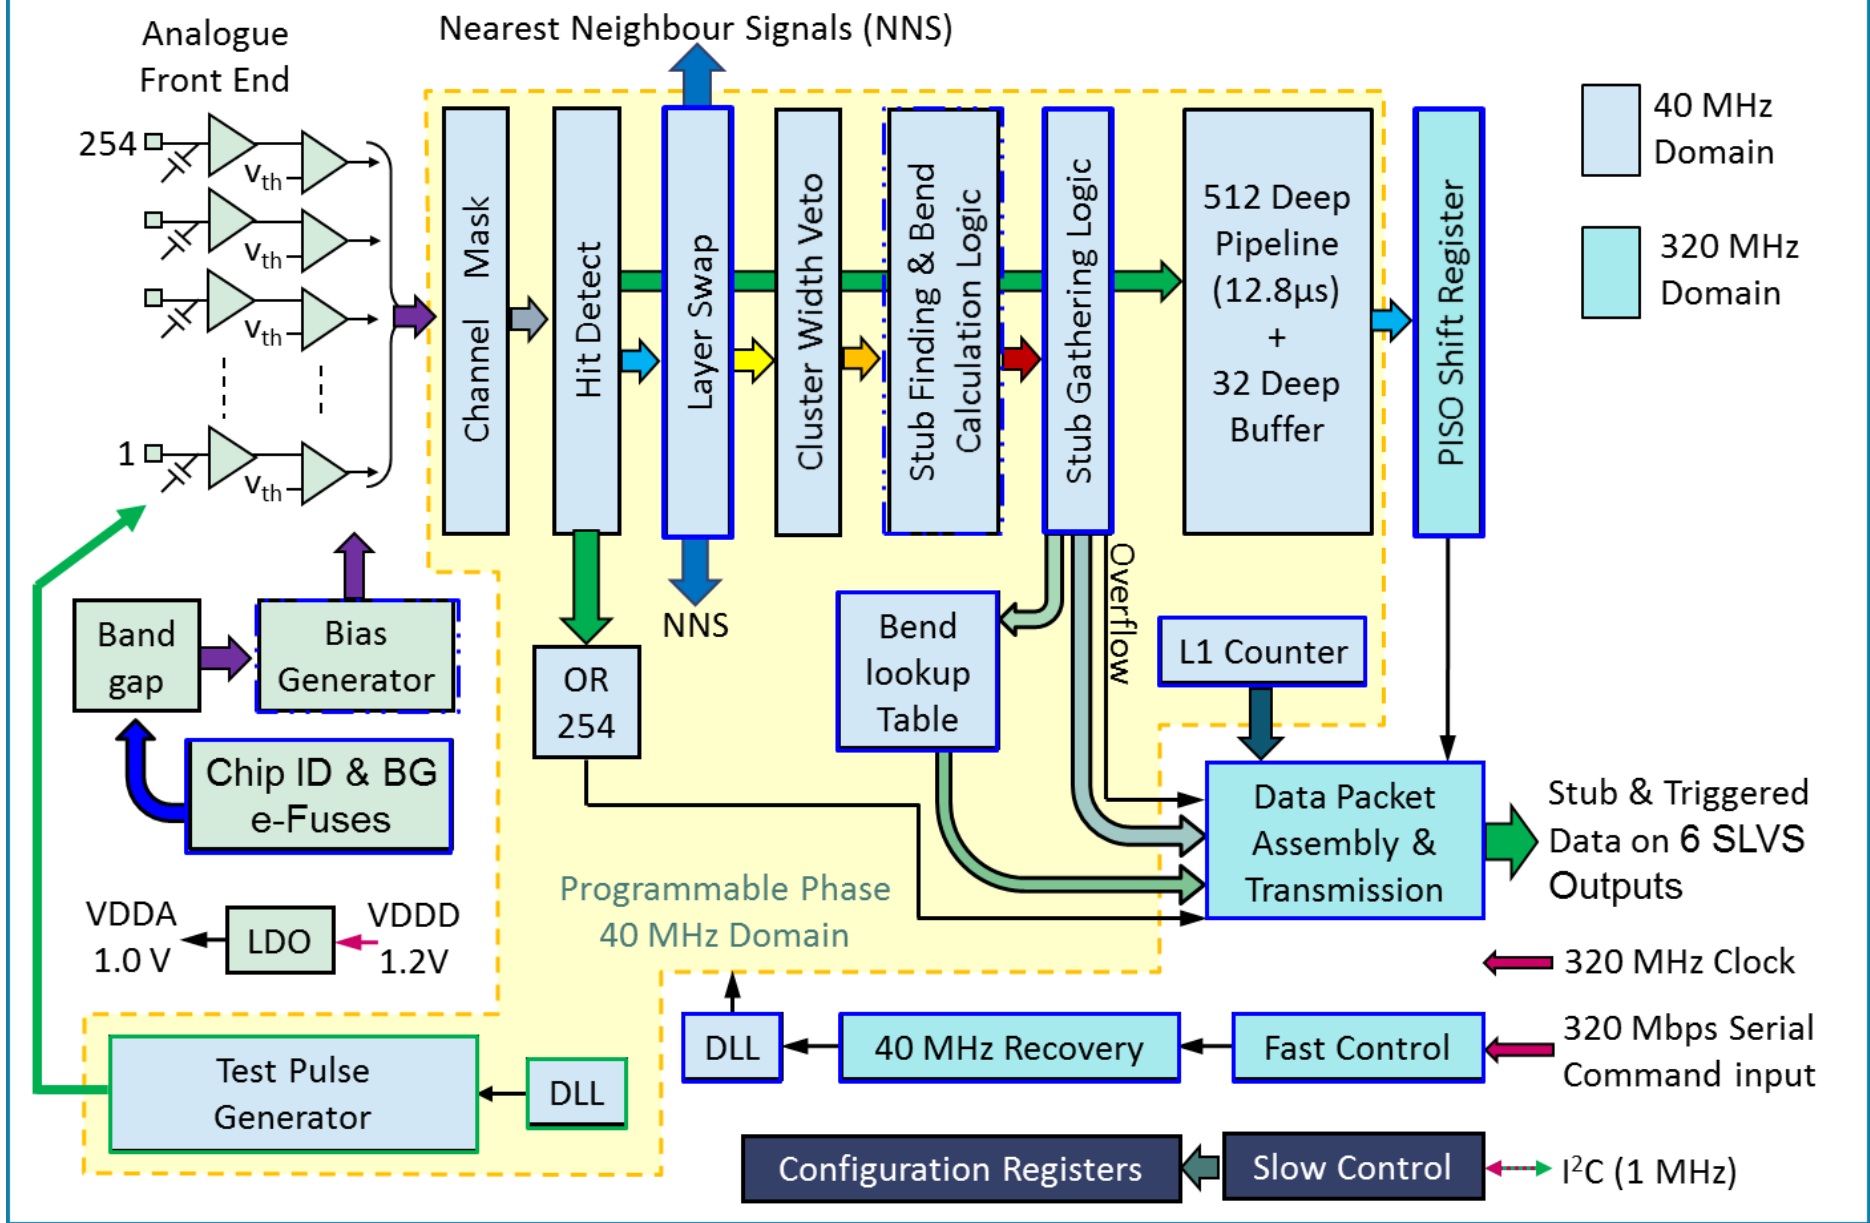 Analogue
Front End
Nearest Neighbour Signals (NNS)
254
Vth
Vth
Vth
1
Vth
Channel Mask
Hit Detect
Layer Swap
Cluster Width Veto
Stub Finding & Bend
Calculation Logic
Stub Gathering Logic
512 Deep
Pipeline
(12.8µs)
+
32 Deep
Buffer
PISO Shift Register
40 MHz
Domain
320 MHz
Domain
NNS
Overflow
Band
gap
Bias
Generator
OR
254
Bend
lookup
Table
L1 Counter
Chip ID & BG
e-Fuses
Data Packet
Assembly &
Transmission
Stub & Triggered
Data on 6 SLVS
Outputs
Programmable Phase
40 MHz Domain
VDDA
1.0 V
LDO
VDDD
1.2V
320 MHz Clock
DLL
40 MHz Recovery
Fast Control
320 Mbps Serial
Command input
Test Pulse
Generator
DLL
Configuration Registers
Slow Control
I²C (1 MHz)